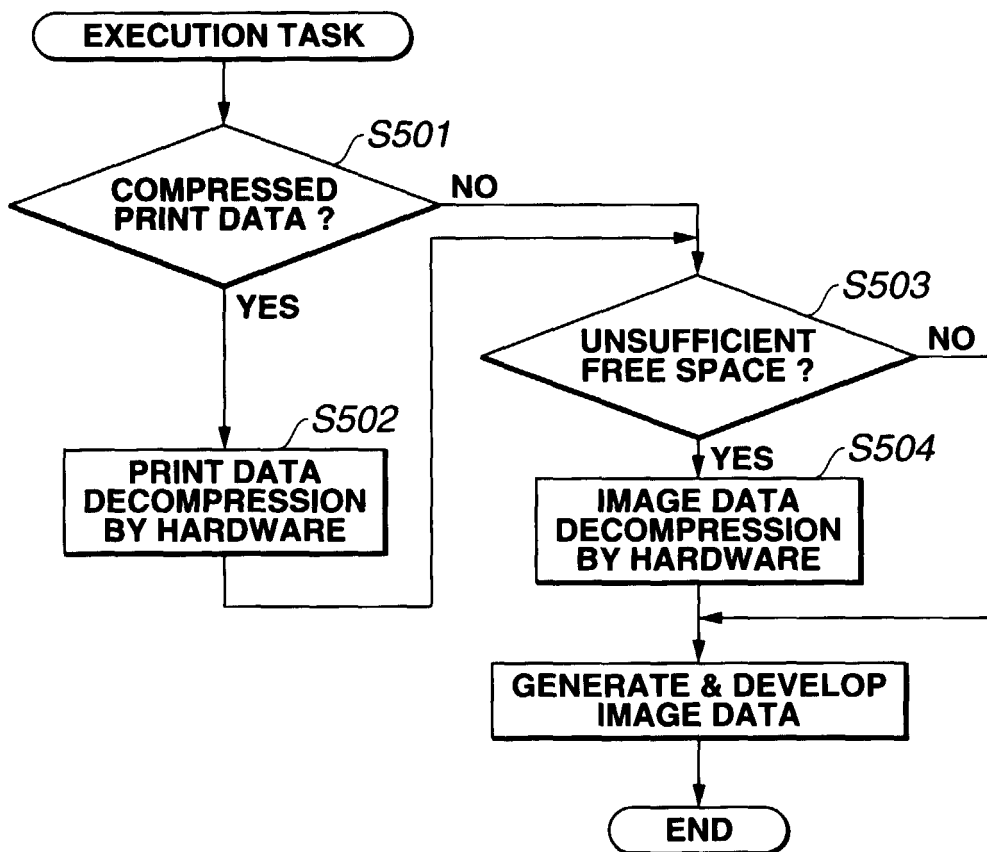 EXECUTION TASK
S501
COMPRESSED
PRINT DATA ?
NO
YES
S502
PRINT DATA
DECOMPRESSION
BY HARDWARE
S503
UNSUFFICIENT
FREE SPACE ?
NO
YES
S504
IMAGE DATA
DECOMPRESSION
BY HARDWARE
GENERATE & DEVELOP
IMAGE DATA
END